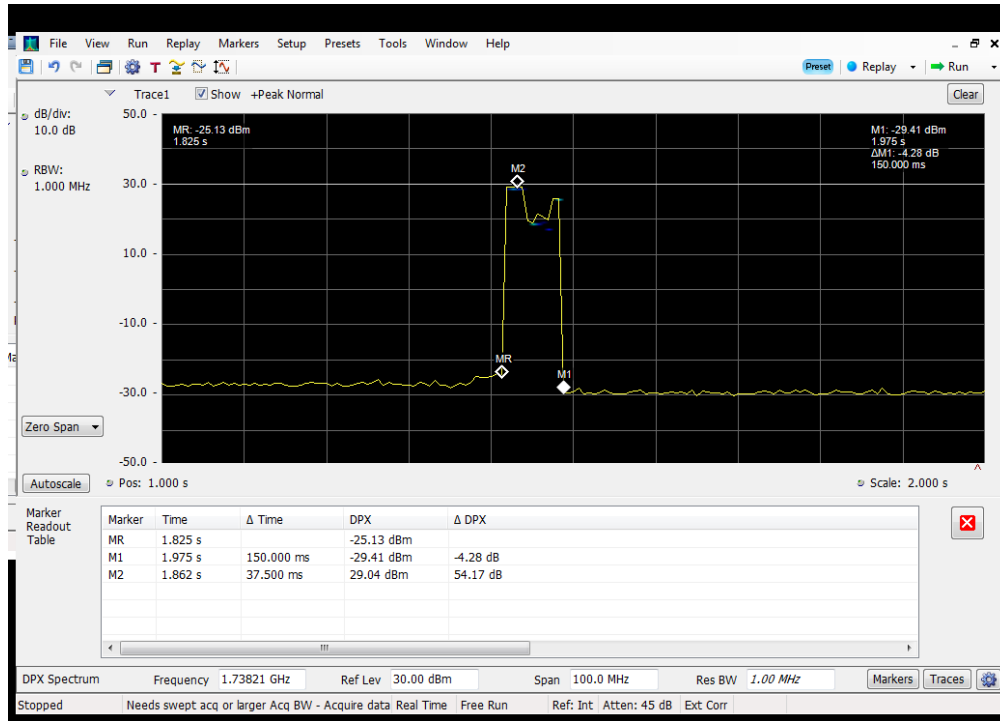 File View Run Replay Markers Setup Presets Tools Window Help
Preset Replay Run
Trace1 Show +Peak Normal Clear
dB/div:
10.0 dB
RBW:
1.000 MHz
50.0
30.0
10.0
-10.0
-30.0
-50.0
MR: -25.13 dBm
1.825 s
M1: -29.41 dBm
1.975 s
ΔM1: -4.28 dB
150.000 ms
M2
MR
M1
Zero Span
Autoscale Pos: 1.000 s Scale: 2.000 s
Marker
Readout
Table
Marker Time Δ Time DPX Δ DPX
MR 1.825 s -25.13 dBm
M1 1.975 s 150.000 ms -29.41 dBm -4.28 dB
M2 1.862 s 37.500 ms 29.04 dBm 54.17 dB
DPX Spectrum Frequency 1.73821 GHz Ref Lev 30.00 dBm Span 100.0 MHz Res BW 1.00 MHz Markers Traces
Stopped Needs swept acq or larger Acq BW - Acquire data Real Time Free Run Ref: Int Atten: 45 dB Ext Corr